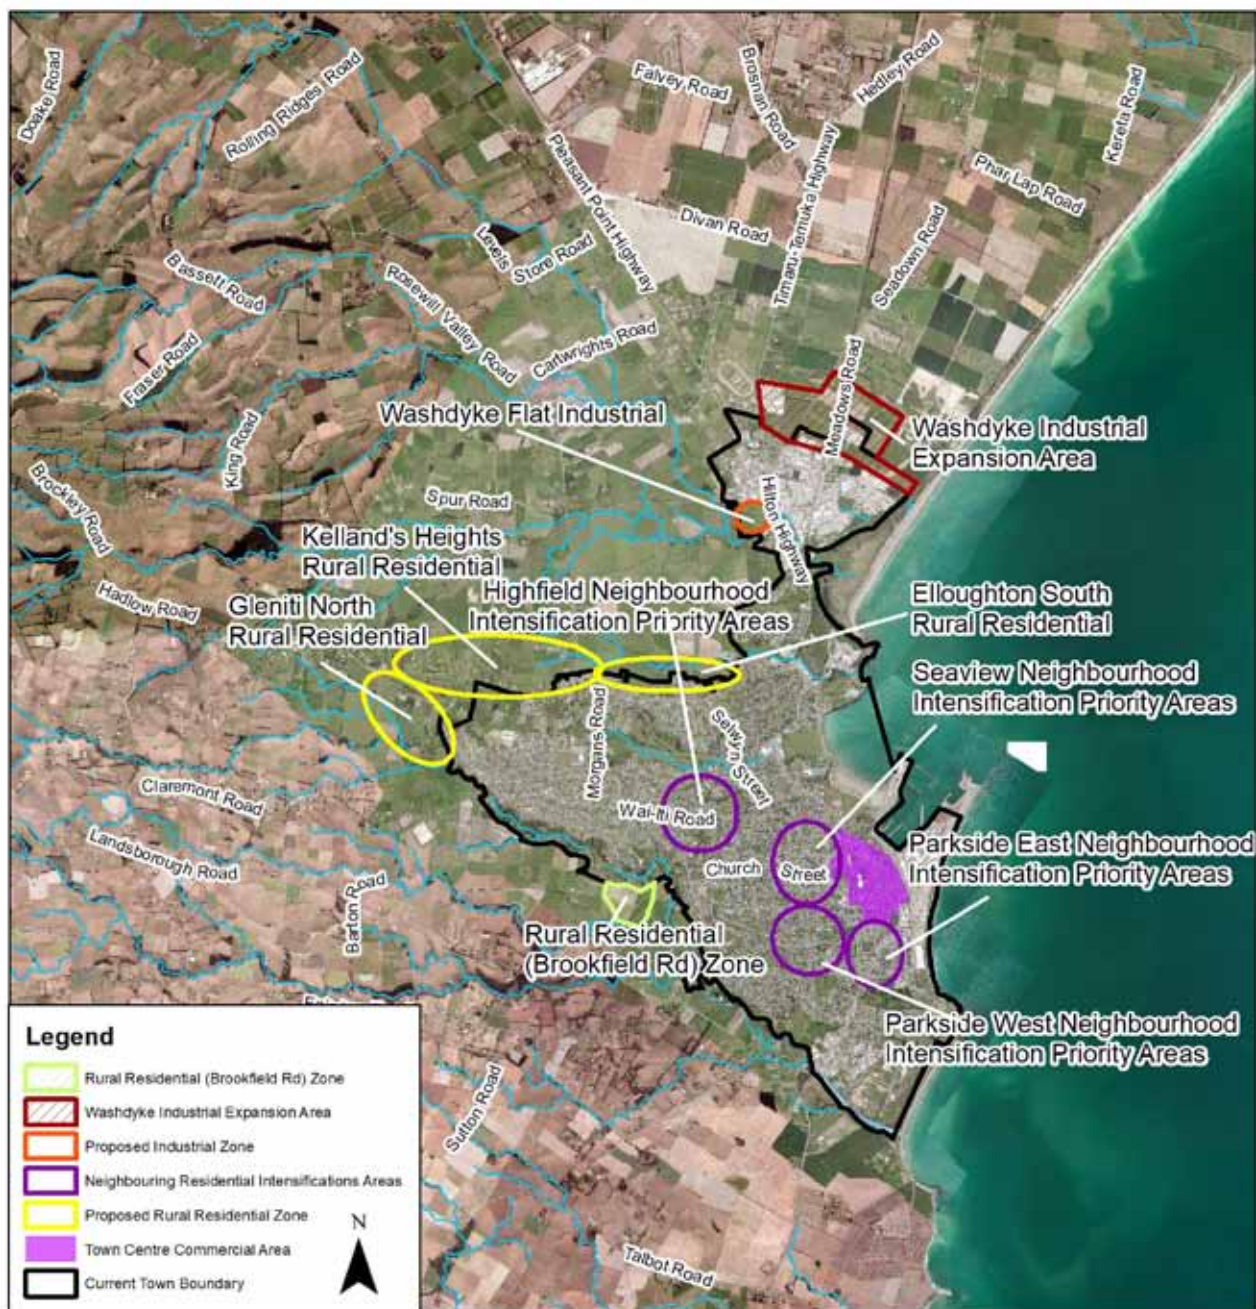 Doake Road
Rolling Ridges Road
Falvey Road
Brosnan Road
Hedley Road
Kereta Road
Pleasant Point Highway
Timaru-Temuka Highway
Phar Lap Road
Divan Road
Seadown Road
Levels Store Road
Bassett Road
Rosewill Valley Road
Cartwrights Road
Fraser Road
Meadows Road
Washdyke Flat Industrial
Washdyke Industrial
Expansion Area
King Road
Brockley Road
Spur Road
Hilton Highway
Kelland's Heights
Rural Residential
Hadlow Road
Gleniti North
Rural Residential
Highfield Neighbourhood
Intensification Priority Areas
Elloughton South
Rural Residential
Seaview Neighbourhood
Intensification Priority Areas
Morgans Road
Selwyn Street
Claremont Road
Wai-Iti Road
Landsborough Road
Church Street
Parkside East Neighbourhood
Intensification Priority Areas
Barton Road
Rural Residential
(Brookfield Rd) Zone
Parkside West Neighbourhood
Intensification Priority Areas
Sutton Road
Talbot Road
Legend
Rural Residential (Brookfield Rd) Zone
Washdyke Industrial Expansion Area
Proposed Industrial Zone
Neighbouring Residential Intensifications Areas
Proposed Rural Residential Zone
Town Centre Commercial Area
Current Town Boundary
N